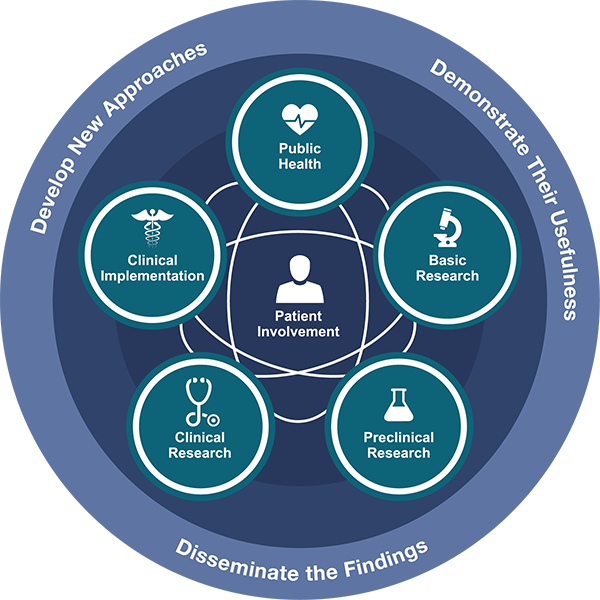 Develop New Approaches
Demonstrate Their Usefulness
Public
Health
Clinical
Implementation
Basic
Research
Patient
Involvement
Clinical
Research
Preclinical
Research
Disseminate the Findings